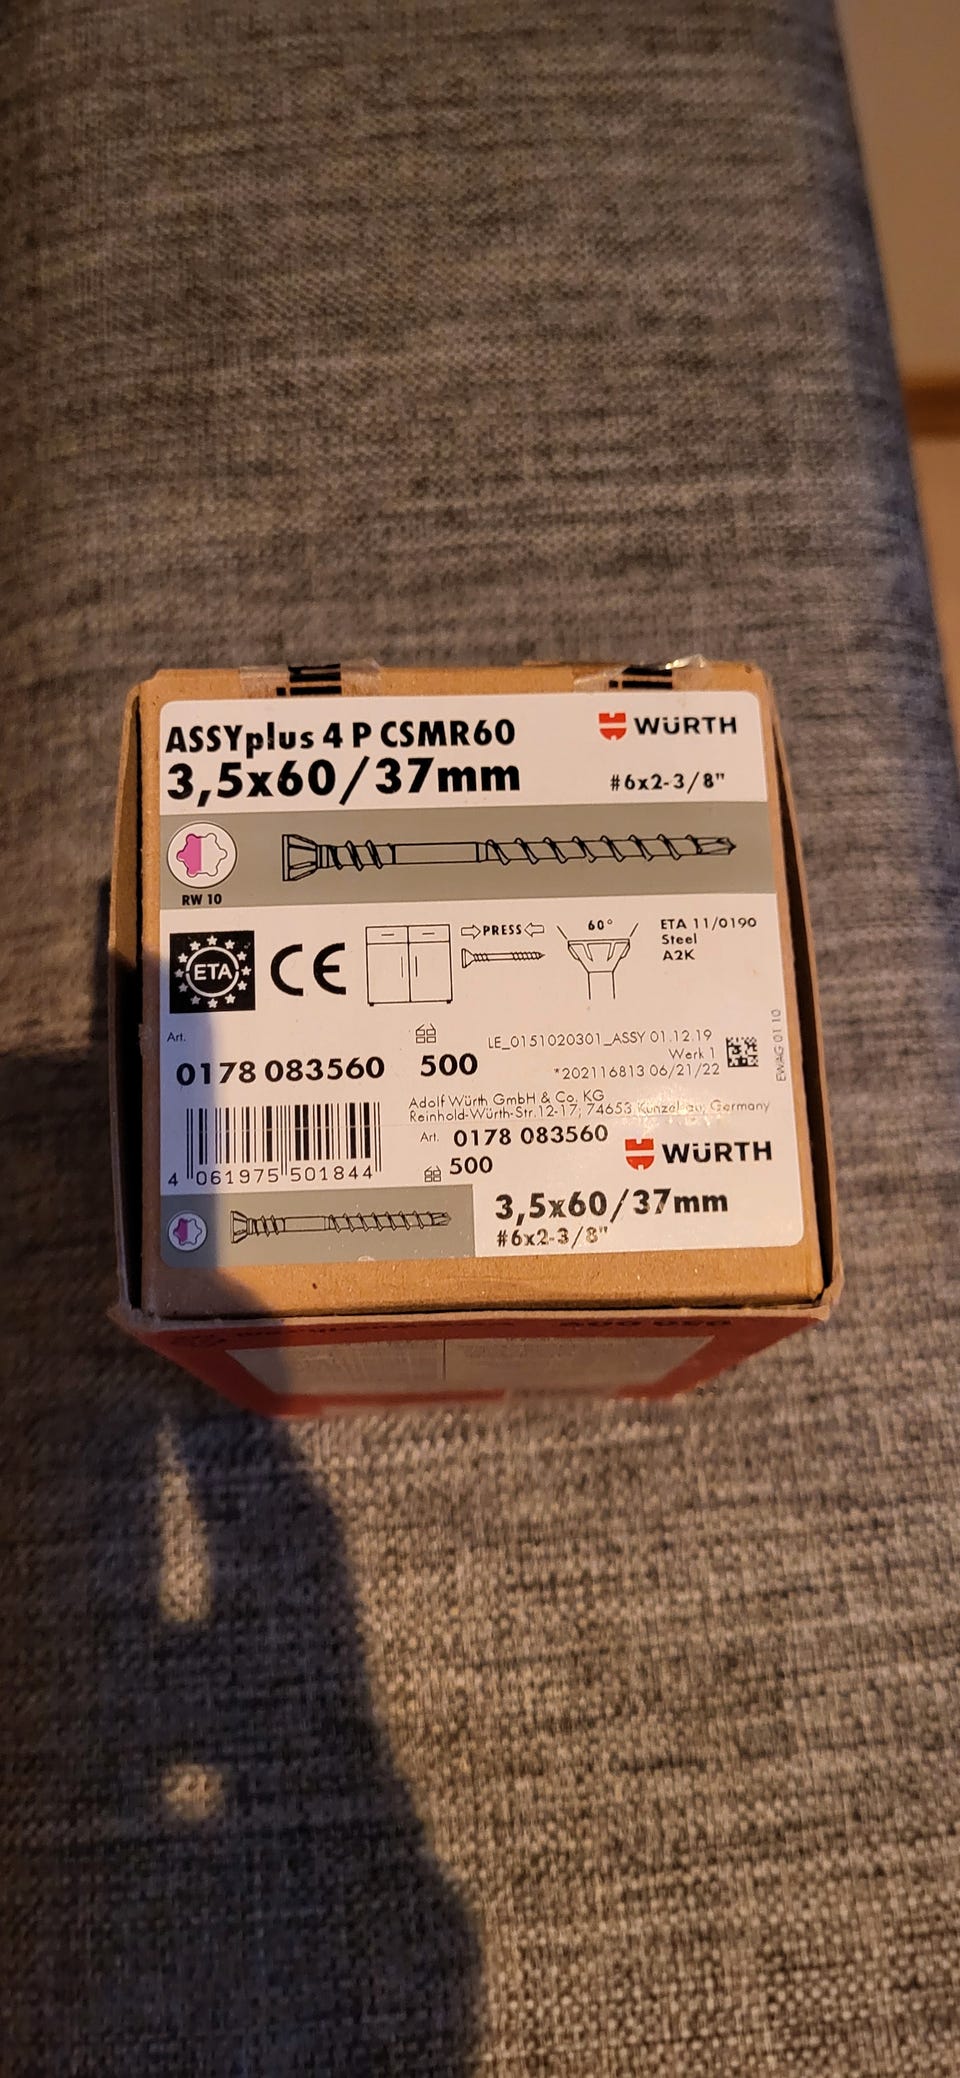 ASSYplus 4 P CSMR60
WÜRTH
3,5x60/37mm
#6x2-3/8"
RW 10
ETA
CE
PRESS
60°
ETA 11/0190
Steel
A2K
Art.
0178 083560
500
LE_0151020301_ASSY 01.12.19
Werk 1
*202116813 06/21/22
EWAG 01 10
Adolf Würth GmbH & Co. KG
Reinhold-Würth-Str.12-17, 74653 Künzelsau, Germany
4 061975 501844
Art. 0178 083560
500
WÜRTH
3,5x60/37mm
#6x2-3/8"